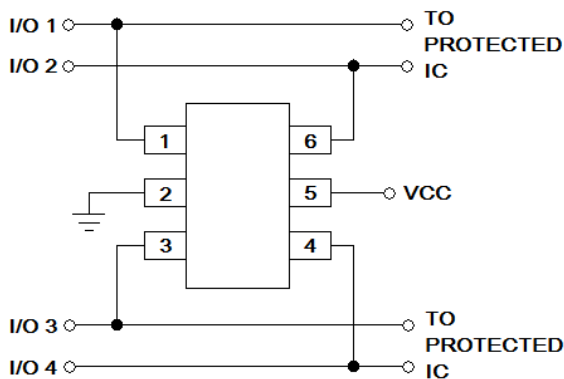 I/O 1
TO
PROTECTED
I/O 2
IC
1
6
2
5
VCC
3
4
I/O 3
TO
PROTECTED
I/O 4
IC